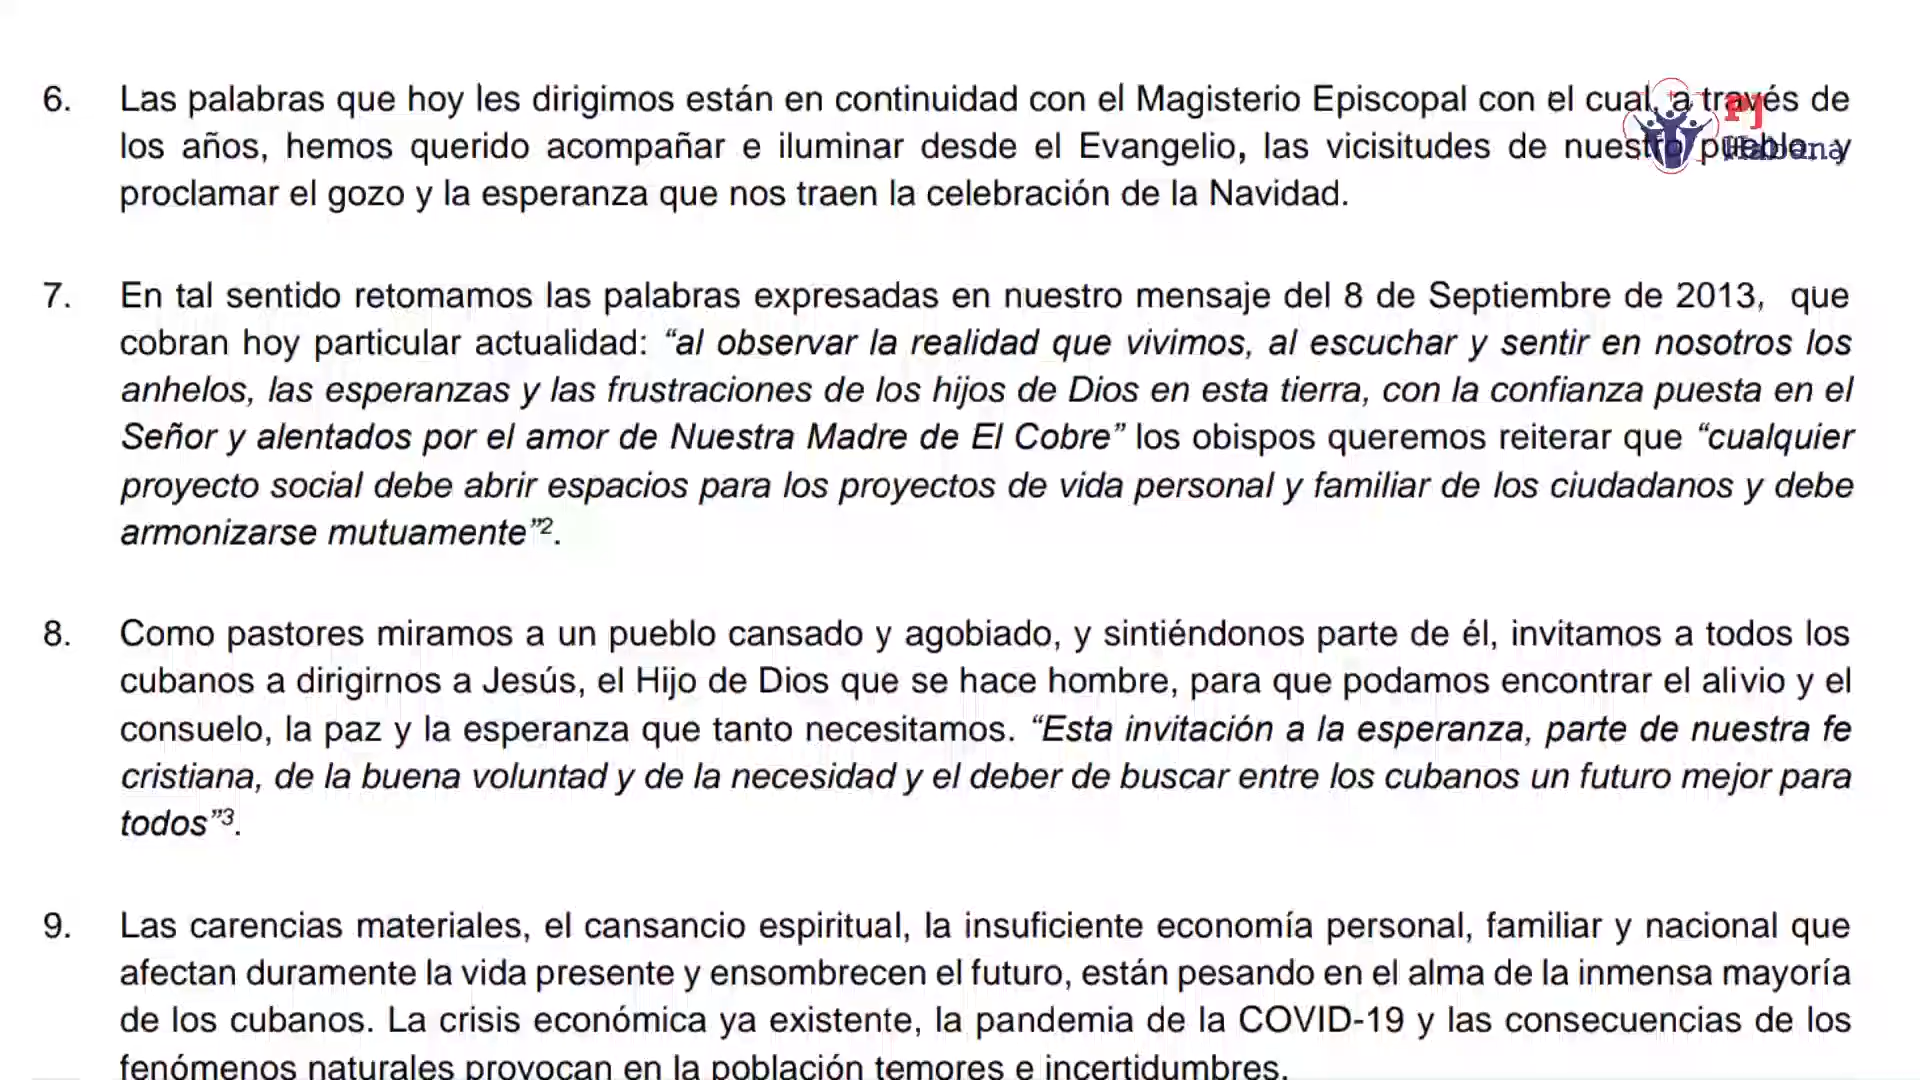 6. Las palabras que hoy les dirigimos están en continuidad con el Magisterio Episcopal con el cual, a través de
los años, hemos querido acompañar e iluminar desde el Evangelio, las vicisitudes de nuestro pueblo, y
proclamar el gozo y la esperanza que nos traen la celebración de la Navidad.
PJ
Habana
7. En tal sentido retomamos las palabras expresadas en nuestro mensaje del 8 de Septiembre de 2013, que
cobran hoy particular actualidad: “al observar la realidad que vivimos, al escuchar y sentir en nosotros los
anhelos, las esperanzas y las frustraciones de los hijos de Dios en esta tierra, con la confianza puesta en el
Señor y alentados por el amor de Nuestra Madre de El Cobre” los obispos queremos reiterar que “cualquier
proyecto social debe abrir espacios para los proyectos de vida personal y familiar de los ciudadanos y debe
armonizarse mutuamente”².
8. Como pastores miramos a un pueblo cansado y agobiado, y sintiéndonos parte de él, invitamos a todos los
cubanos a dirigirnos a Jesús, el Hijo de Dios que se hace hombre, para que podamos encontrar el alivio y el
consuelo, la paz y la esperanza que tanto necesitamos. “Esta invitación a la esperanza, parte de nuestra fe
cristiana, de la buena voluntad y de la necesidad y el deber de buscar entre los cubanos un futuro mejor para
todos”³.
9. Las carencias materiales, el cansancio espiritual, la insuficiente economía personal, familiar y nacional que
afectan duramente la vida presente y ensombrecen el futuro, están pesando en el alma de la inmensa mayoría
de los cubanos. La crisis económica ya existente, la pandemia de la COVID-19 y las consecuencias de los
fenómenos naturales provocan en la población temores e incertidumbres.